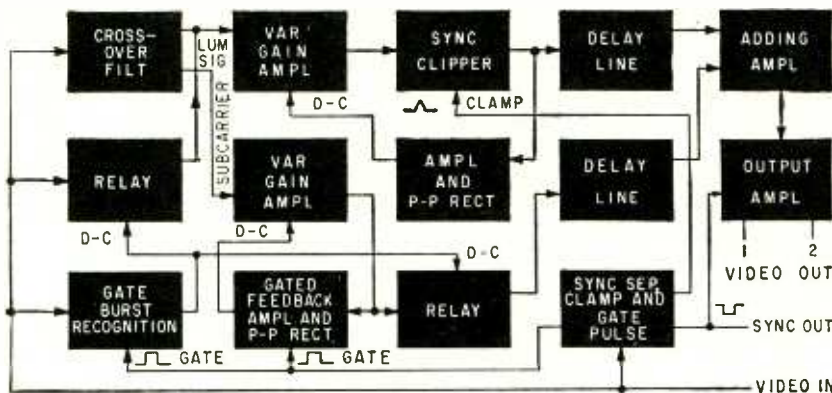 CROSS-
OVER
FILT
LUM
SIG
VAR
GAIN
AMPL
SYNC
CLIPPER
DELAY
LINE
ADDING
AMPL
D-C
CLAMP
SUBCARRIER
RELAY
VAR
GAIN
AMPL
AMPL
AND
P-P RECT
DELAY
LINE
OUTPUT
AMPL
D-C
D-C
D-C
1 2
VIDEO OUT
GATE
BURST
RECOGNITION
GATED
FEEDBACK
AMPL AND
P-P RECT.
RELAY
SYNC SEP,
CLAMP AND
GATE
PULSE
SYNC OUT
GATE
GATE
VIDEO IN